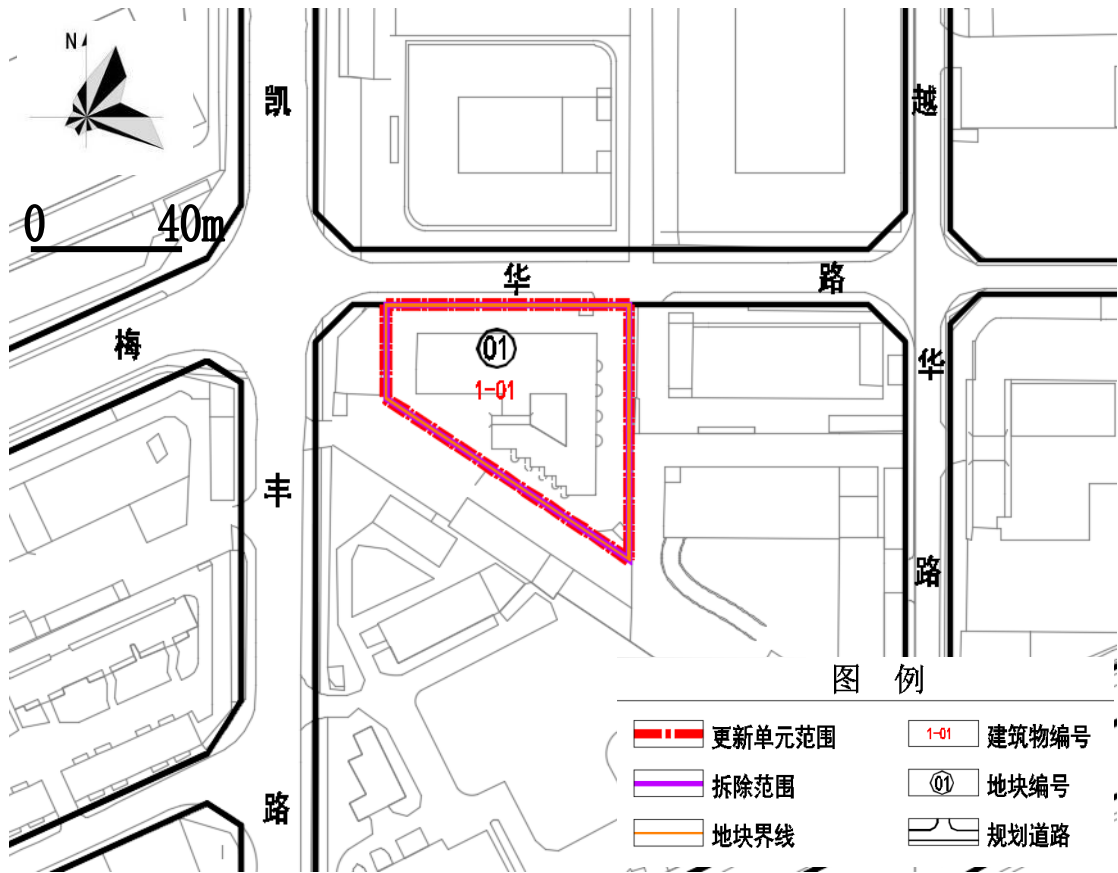 N
凯
越
0 40m
华 路
梅
01
1-01
华
丰
路
路
图 例
更新单元范围
1-01 建筑物编号
拆除范围
01 地块编号
地块界线
规划道路